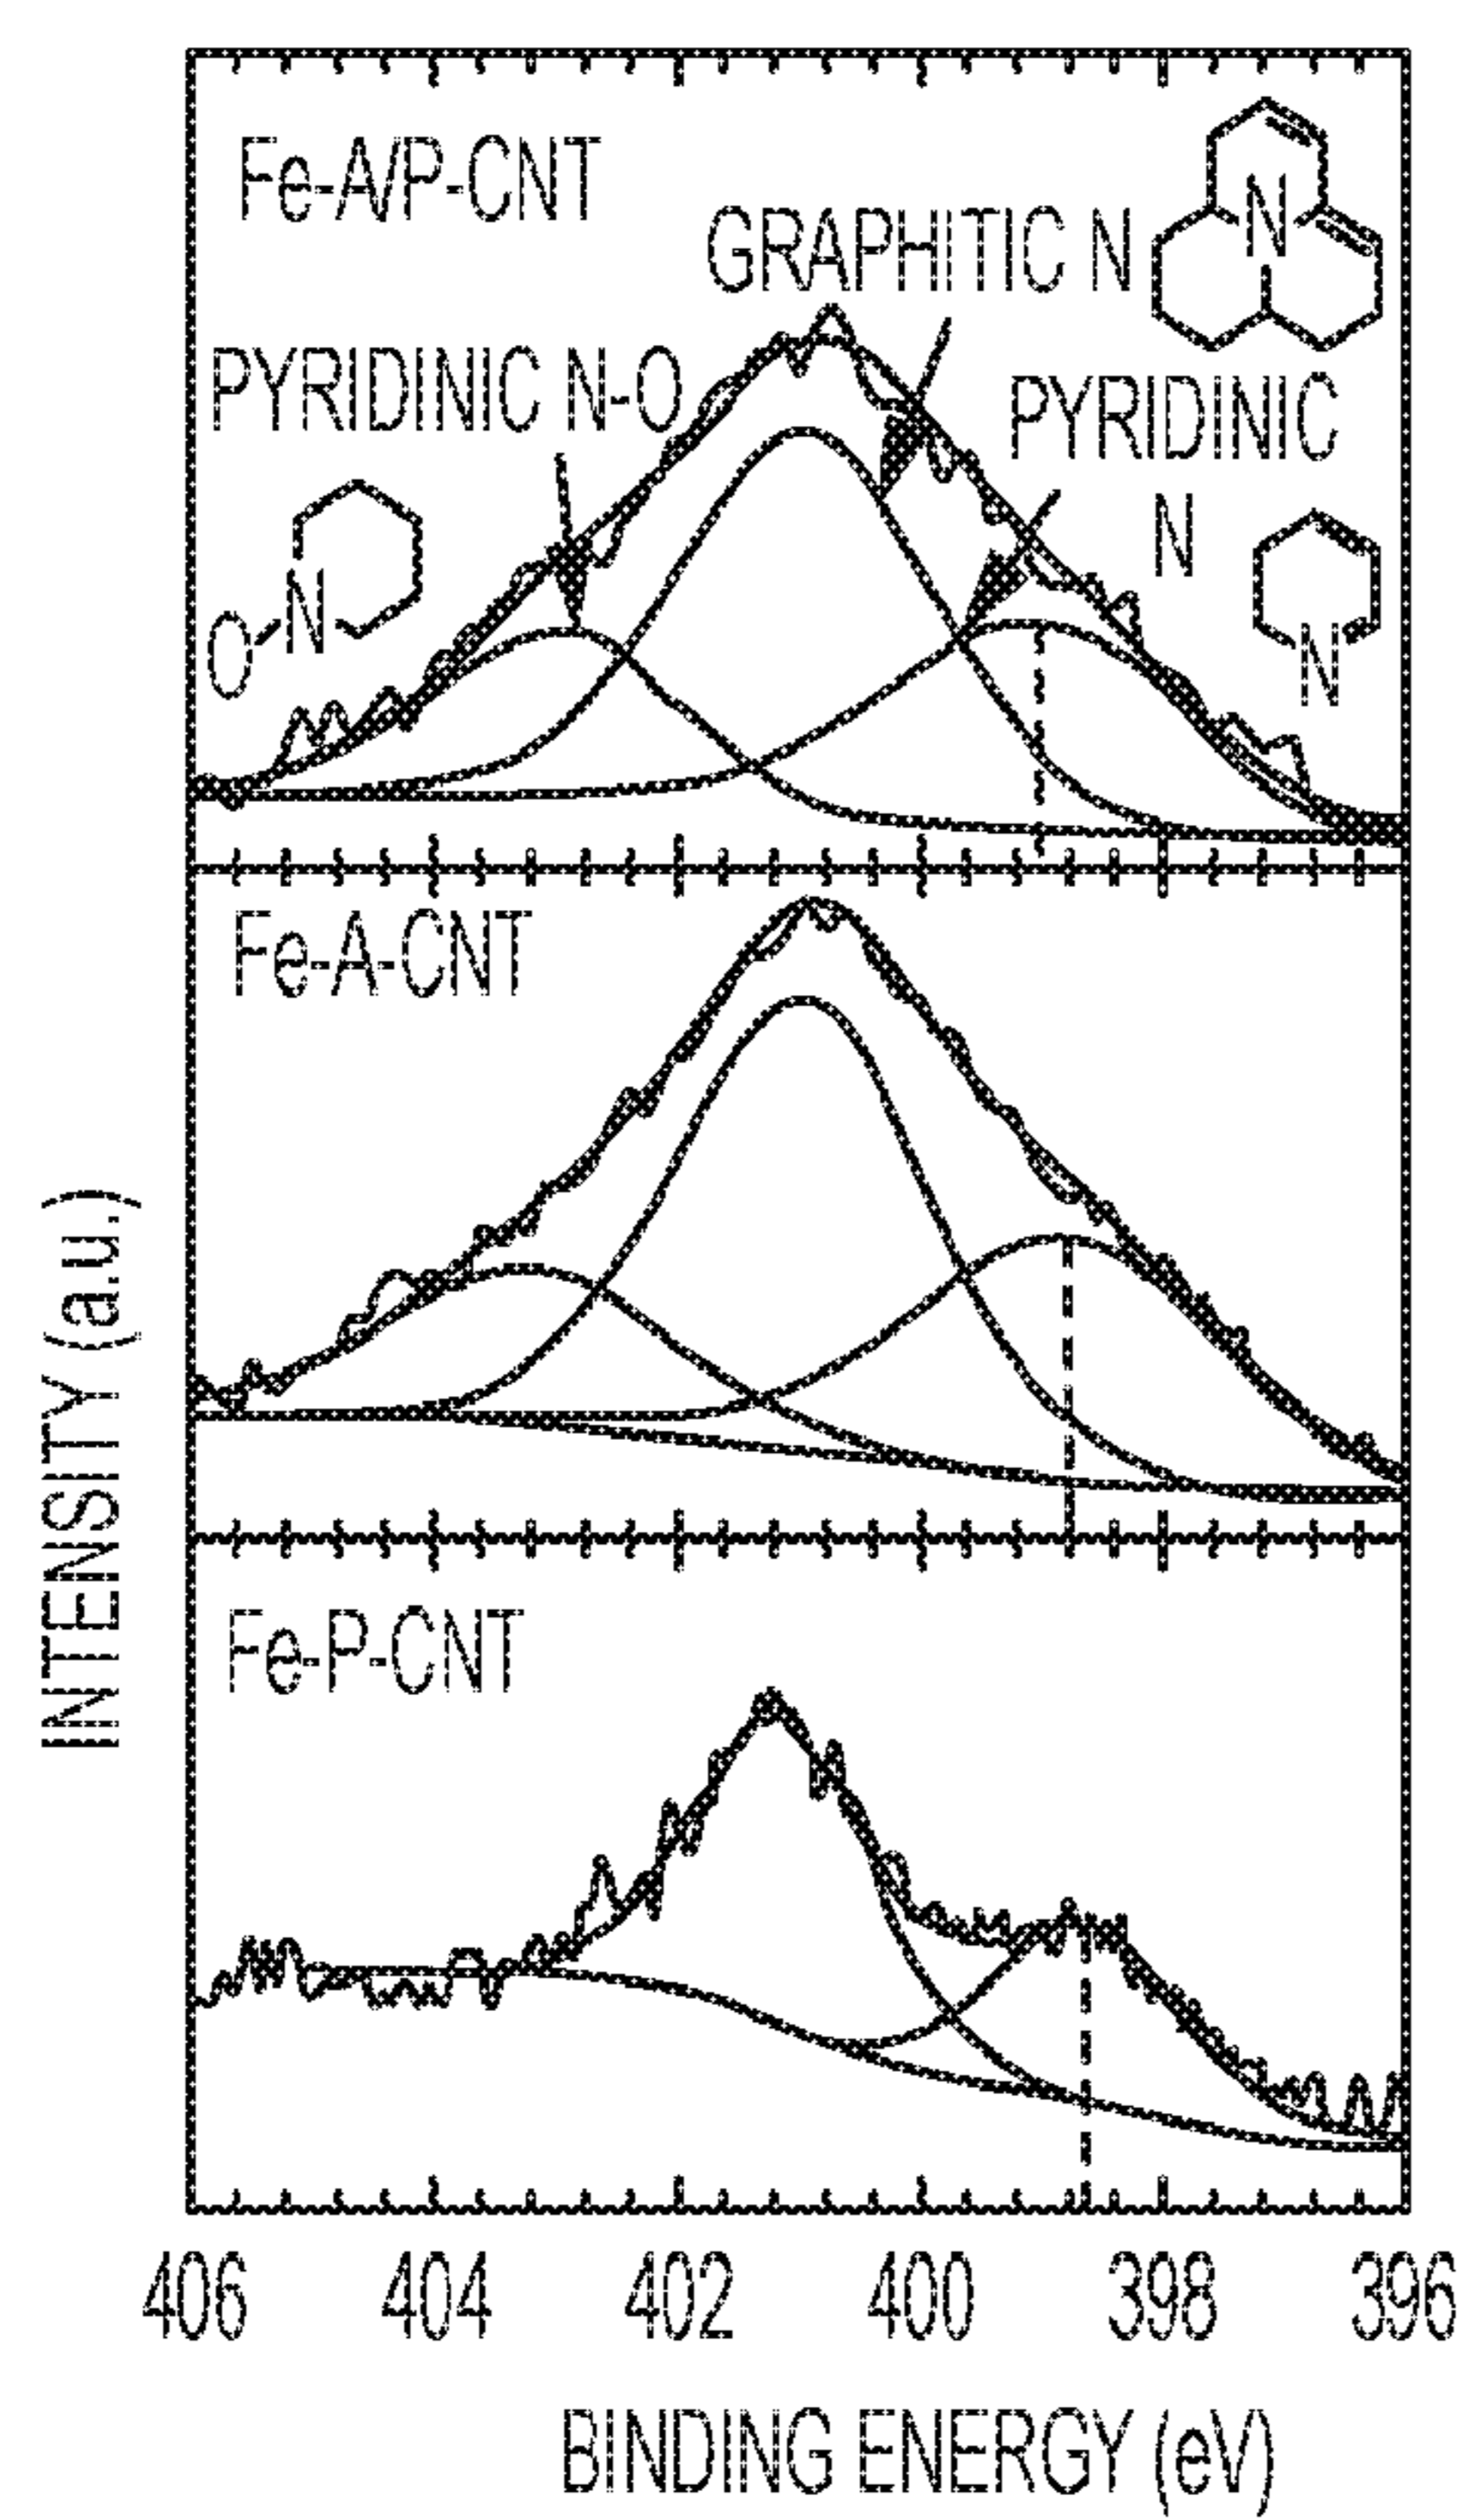 Fe-A/P-CNT
GRAPHITIC N
N
PYRIDINIC N-O
PYRIDINIC
N
N
O
N
Fe-A-CNT
Fe-P-CNT
INTENSITY (a.u.)
406 404 402 400 398 396
BINDING ENERGY (eV)